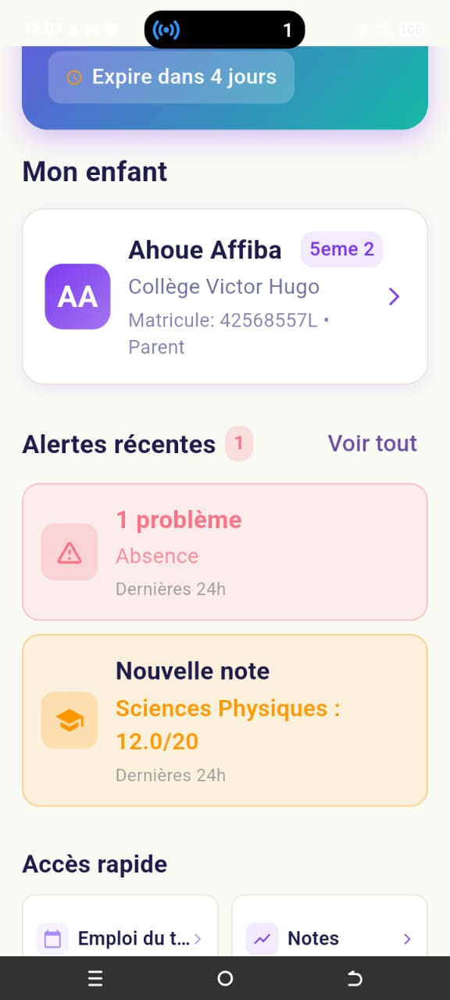 18:07
1
100
Expire dans 4 jours
Mon enfant
AA
Ahoue Affiba
5eme 2
Collège Victor Hugo
Matricule: 42568557L •
Parent
Alertes récentes
1
Voir tout
1 problème
Absence
Dernières 24h
Nouvelle note
Sciences Physiques :
12.0/20
Dernières 24h
Accès rapide
Emploi du t...
Notes